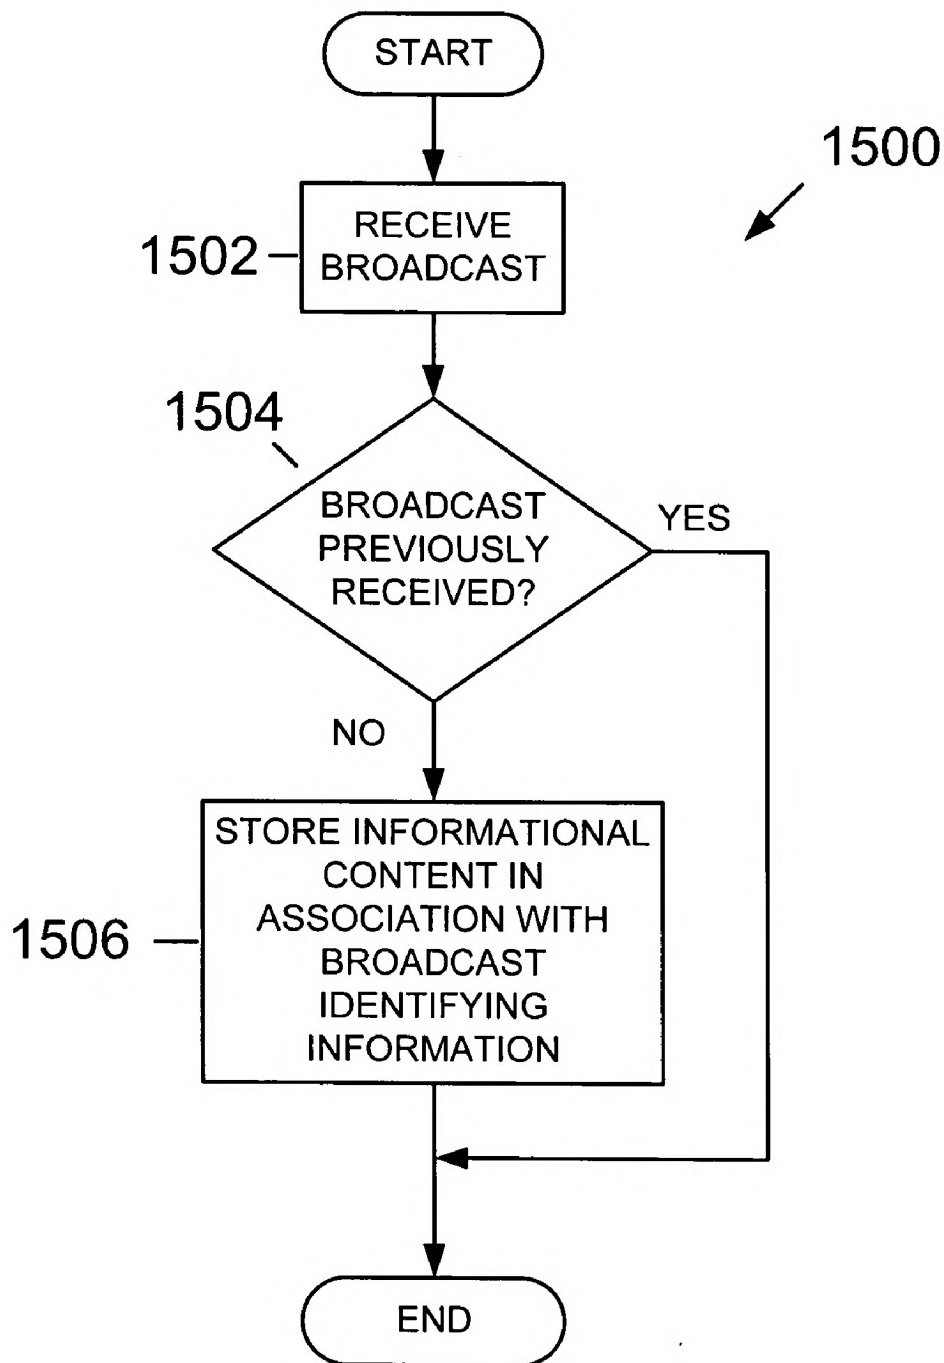 START
1500
RECEIVE
BROADCAST
1502
1504
BROADCAST
PREVIOUSLY
RECEIVED?
YES
NO
STORE INFORMATIONAL
CONTENT IN
ASSOCIATION WITH
BROADCAST
IDENTIFYING
INFORMATION
1506
END